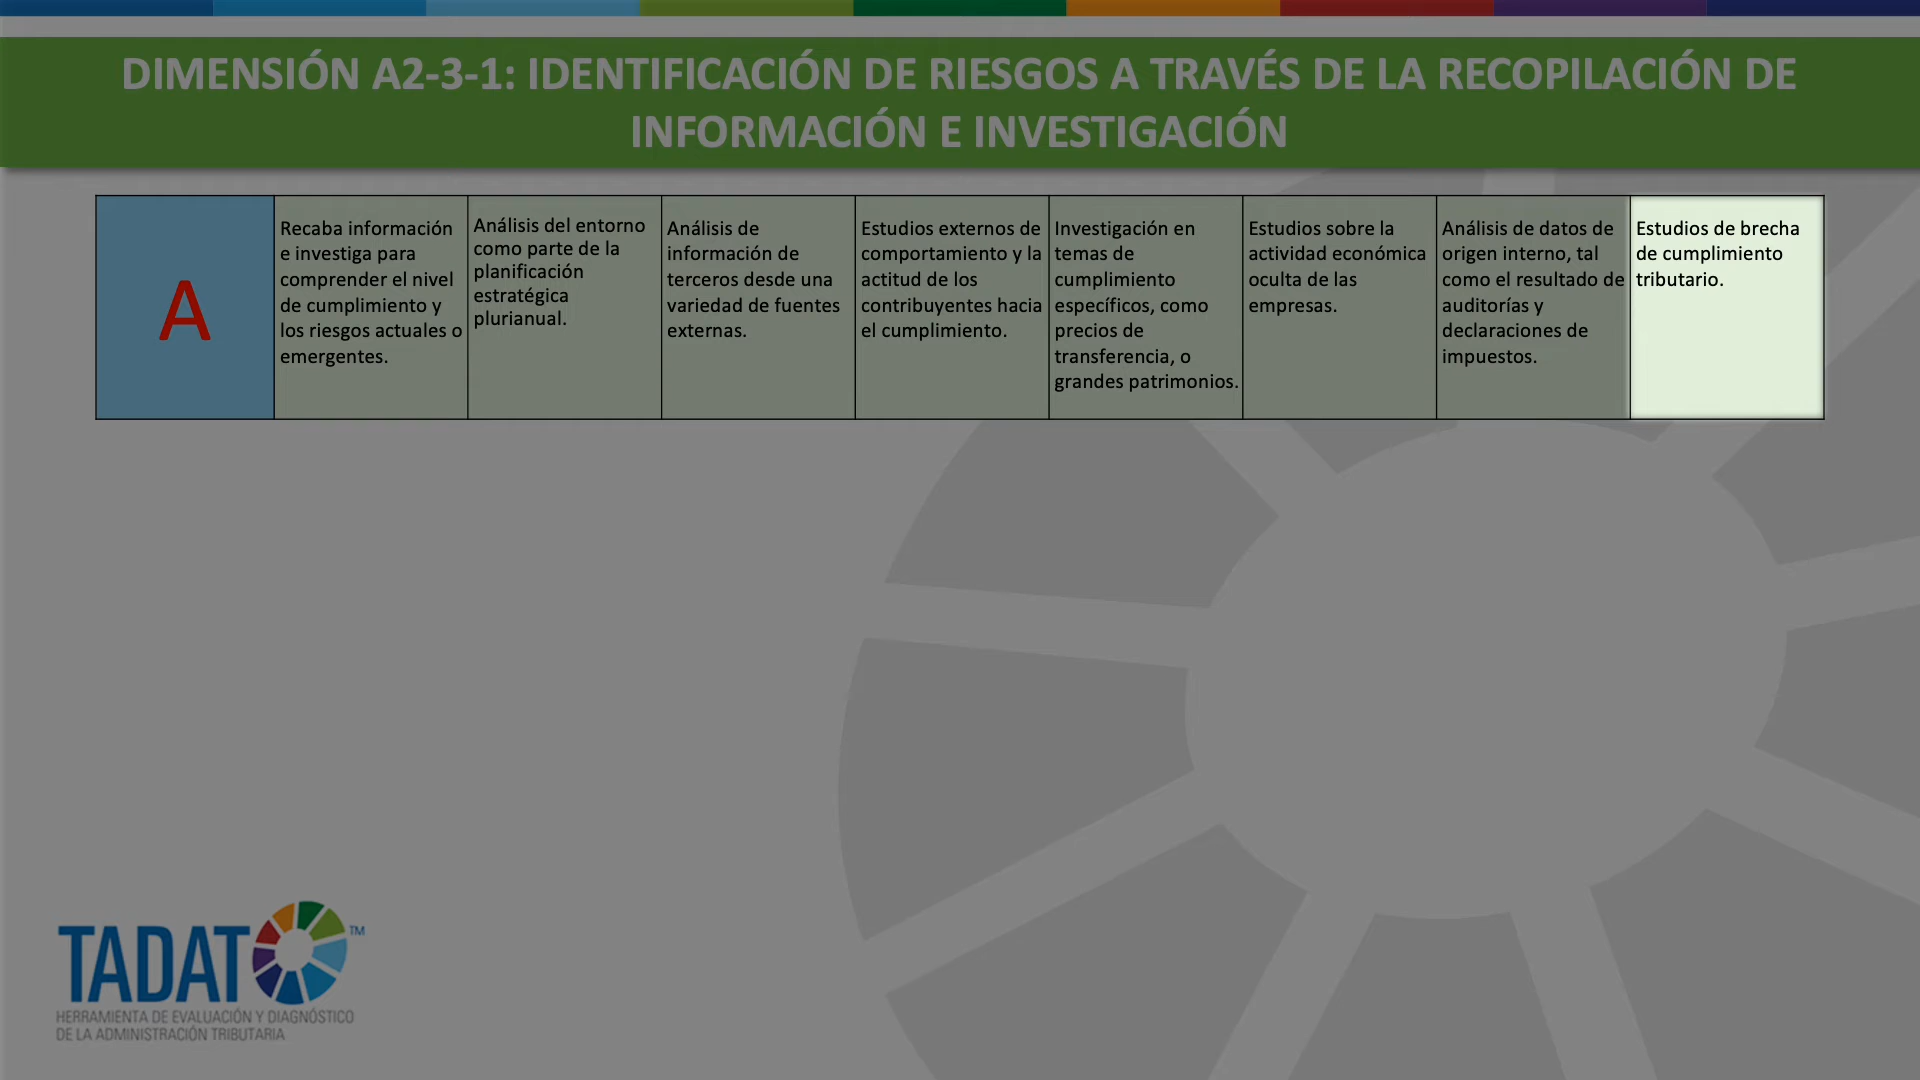 DIMENSIÓN A2-3-1: IDENTIFICACIÓN DE RIESGOS A TRAVÉS DE LA RECOPILACIÓN DE
INFORMACIÓN E INVESTIGACIÓN
A
Recaba información
e investiga para
comprender el nivel
de cumplimiento y
los riesgos actuales o
emergentes.
Análisis del entorno
como parte de la
planificación
estratégica
plurianual.
Análisis de
información de
terceros desde una
variedad de fuentes
externas.
Estudios externos de
comportamiento y la
actitud de los
contribuyentes hacia
el cumplimiento.
Investigación en
temas de
cumplimiento
específicos, como
precios de
transferencia, o
grandes patrimonios.
Estudios sobre la
actividad económica
oculta de las
empresas.
Análisis de datos de
origen interno, tal
como el resultado de
auditorías y
declaraciones de
impuestos.
Estudios de brecha
de cumplimiento
tributario.
TADAT TM
HERRAMIENTA DE EVALUACIÓN Y DIAGNÓSTICO
DE LA ADMINISTRACIÓN TRIBUTARIA